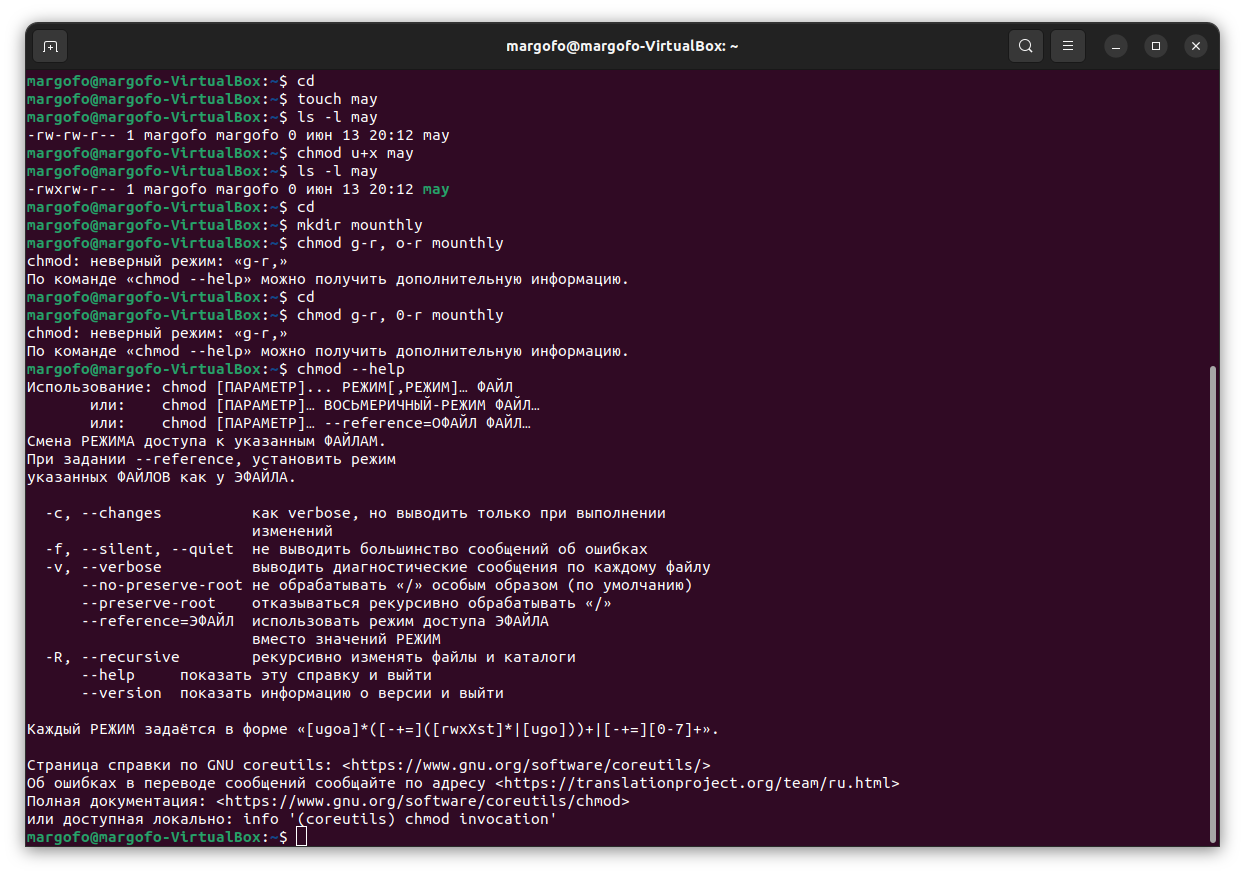 margofo@margofo-VirtualBox: ~
margofo@margofo-VirtualBox:~$ cd
margofo@margofo-VirtualBox:~$ touch may
margofo@margofo-VirtualBox:~$ ls -l may
-rw-rw-r-- 1 margofo margofo 0 июн 13 20:12 may
margofo@margofo-VirtualBox:~$ chmod u+x may
margofo@margofo-VirtualBox:~$ ls -l may
-rwxrw-r-- 1 margofo margofo 0 июн 13 20:12 may
margofo@margofo-VirtualBox:~$ cd
margofo@margofo-VirtualBox:~$ mkdir mounthly
margofo@margofo-VirtualBox:~$ chmod g-r, o-r mounthly
chmod: неверный режим: «g-r,»
По команде «chmod --help» можно получить дополнительную информацию.
margofo@margofo-VirtualBox:~$ cd
margofo@margofo-VirtualBox:~$ chmod g-r, 0-r mounthly
chmod: неверный режим: «g-r,»
По команде «chmod --help» можно получить дополнительную информацию.
margofo@margofo-VirtualBox:~$ chmod --help
Использование: chmod [ПАРАМЕТР]... РЕЖИМ[,РЕЖИМ]… ФАЙЛ
       или:    chmod [ПАРАМЕТР]… ВОСЬМЕРИЧНЫЙ-РЕЖИМ ФАЙЛ…
       или:    chmod [ПАРАМЕТР]… --reference=ОФАЙЛ ФАЙЛ…
Смена РЕЖИМА доступа к указанным ФАЙЛАМ.
При задании --reference, установить режим
указанных ФАЙЛОВ как у ЭФАЙЛА.

  -c, --changes          как verbose, но выводить только при выполнении
                         изменений
  -f, --silent, --quiet  не выводить большинство сообщений об ошибках
  -v, --verbose          выводить диагностические сообщения по каждому файлу
      --no-preserve-root не обрабатывать «/» особым образом (по умолчанию)
      --preserve-root    отказываться рекурсивно обрабатывать «/»
      --reference=ЭФАЙЛ  использовать режим доступа ЭФАЙЛА
                         вместо значений РЕЖИМ
  -R, --recursive        рекурсивно изменять файлы и каталоги
      --help     показать эту справку и выйти
      --version  показать информацию о версии и выйти

Каждый РЕЖИМ задаётся в форме «[ugoa]*([-+=]([rwxXst]*|[ugo]))+|[-+=][0-7]+».

Страница справки по GNU coreutils: <https://www.gnu.org/software/coreutils/>
Об ошибках в переводе сообщений сообщайте по адресу <https://translationproject.org/team/ru.html>
Полная документация: <https://www.gnu.org/software/coreutils/chmod>
или доступная локально: info '(coreutils) chmod invocation'
margofo@margofo-VirtualBox:~$